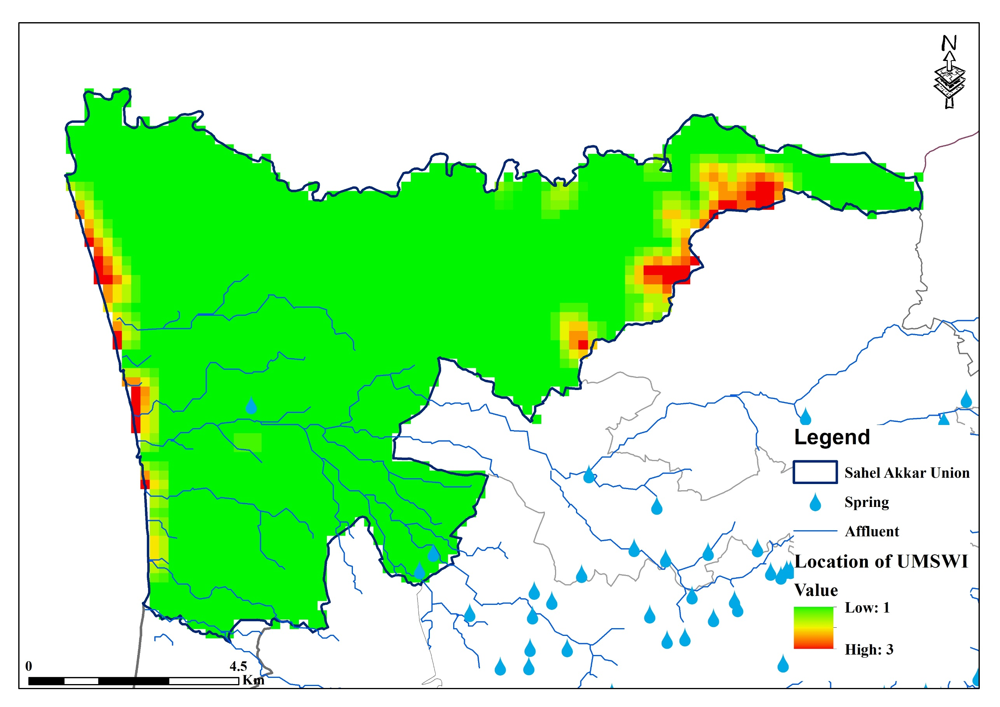 N
Legend
Sahel Akkar Union
Spring
Affluent
Location of UMSWI
Value
Low: 1
High: 3
0 4.5
Km